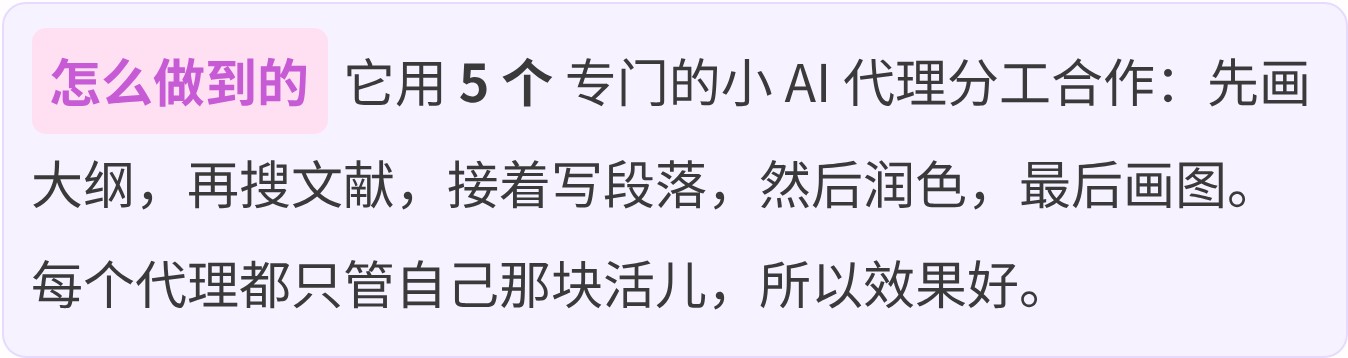 怎么做到的 它用 5 个 专门的小 AI 代理分工合作：先画
大纲，再搜文献，接着写段落，然后润色，最后画图。
每个代理都只管自己那块活儿，所以效果好。